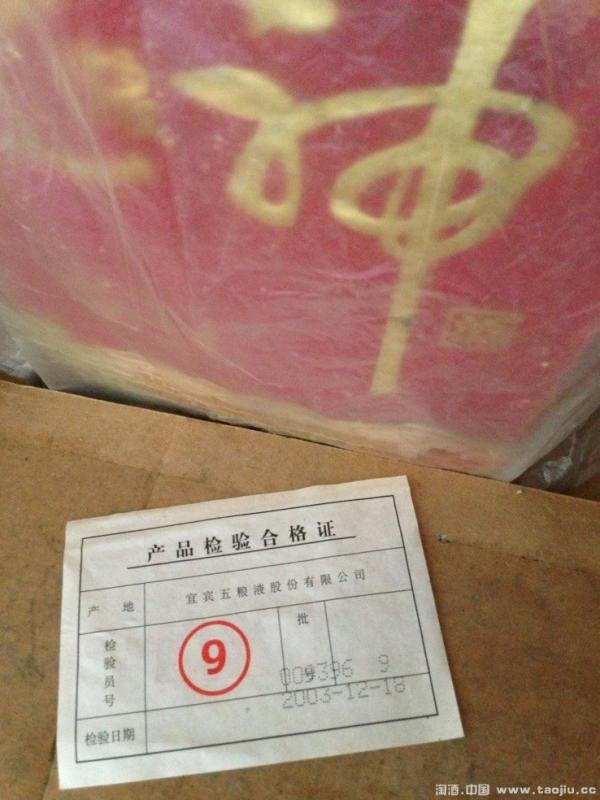 神
产品检验合格证
产 地 宜宾五粮液股份有限公司
检验员号 9 批
009396 9
2003-12-18
检验日期
淘酒.中国 www.taojiu.cc